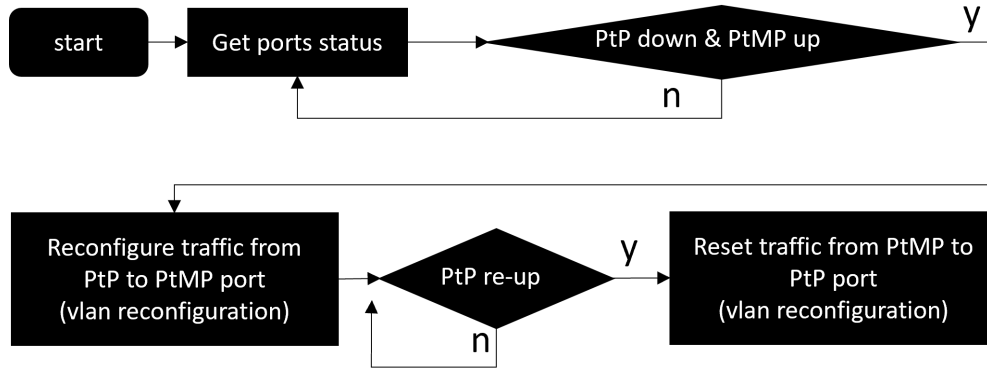 start
Get ports status
PtP down & PtMP up
y
n
Reconfigure traffic from
PtP to PtMP port
(vlan reconfiguration)
PtP re-up
y
n
Reset traffic from PtMP to
PtP port
(vlan reconfiguration)